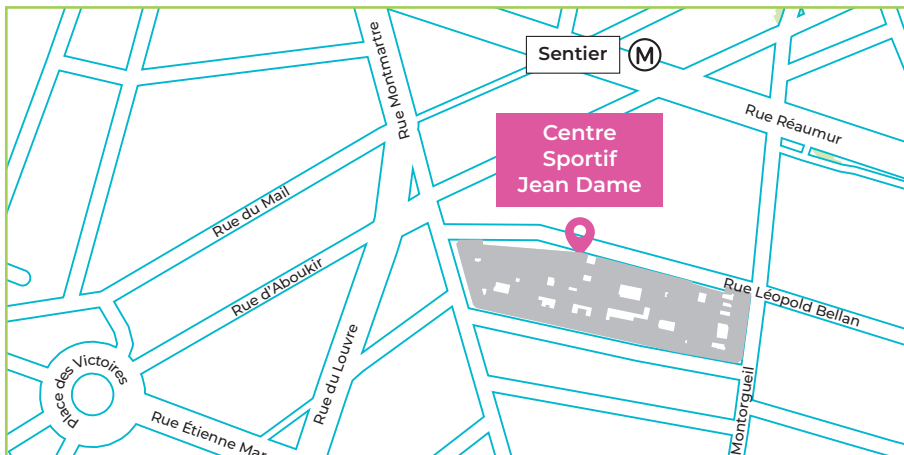 Sentier
M
Rue Montmartre
Rue Réaumur
Centre
Sportif
Jean Dame
Rue du Mail
Rue d'Aboukir
Rue Léopold Bellan
Place des Victoires
Rue du Louvre
Montorgueil
Rue Étienne Mar